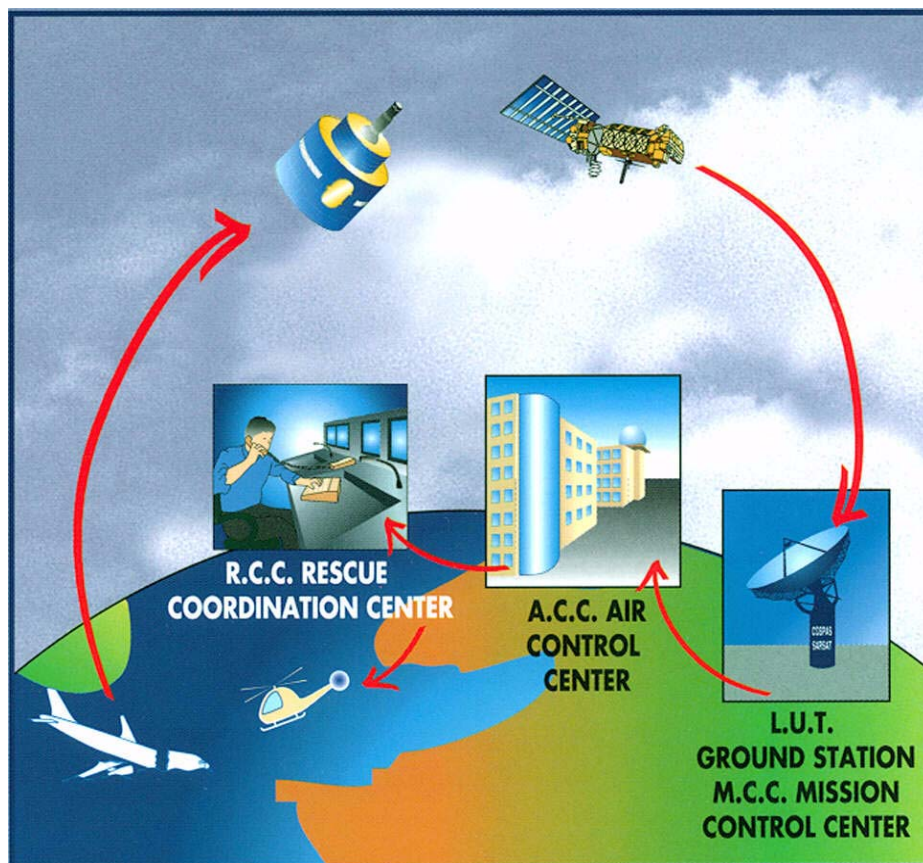 R.C.C. RESCUE
COORDINATION CENTER
A.C.C. AIR
CONTROL
CENTER
COSPAS
SARSAT
L.U.T.
GROUND STATION
M.C.C. MISSION
CONTROL CENTER